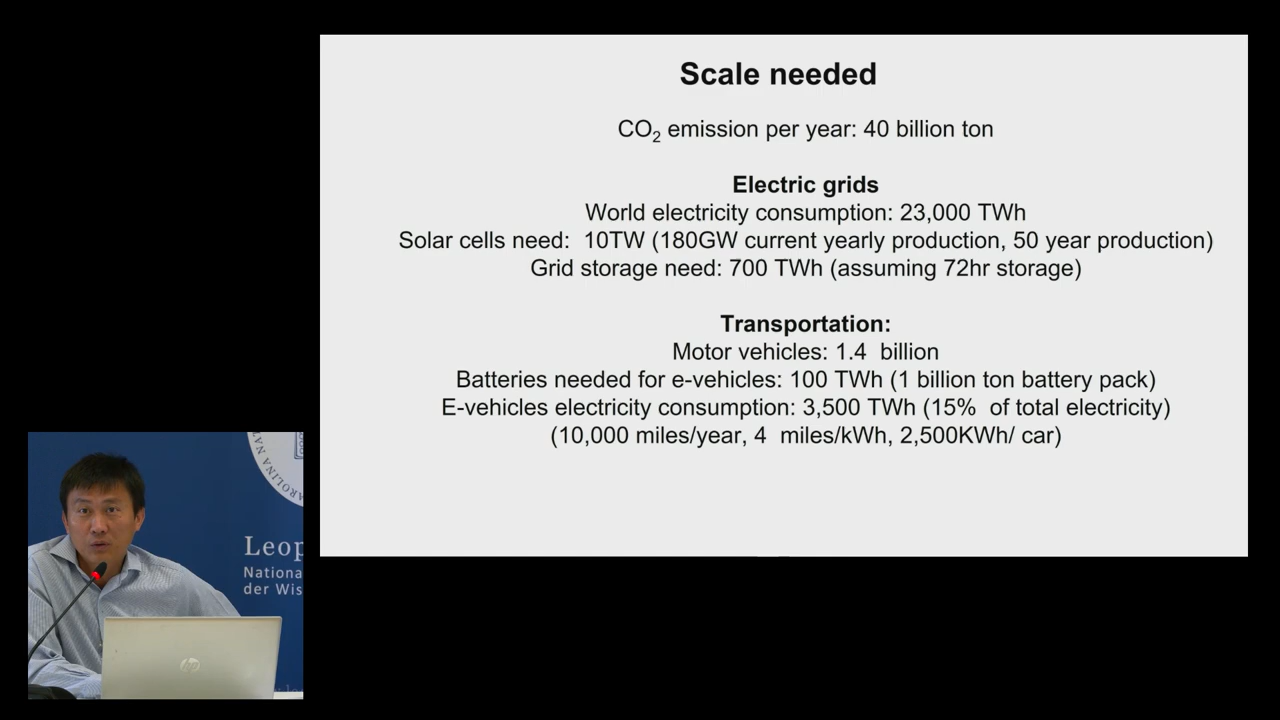 Scale needed
CO₂ emission per year: 40 billion ton
Electric grids
World electricity consumption: 23,000 TWh
Solar cells need: 10TW (180GW current yearly production, 50 year production)
Grid storage need: 700 TWh (assuming 72hr storage)
Transportation:
Motor vehicles: 1.4 billion
Batteries needed for e-vehicles: 100 TWh (1 billion ton battery pack)
E-vehicles electricity consumption: 3,500 TWh (15% of total electricity)
(10,000 miles/year, 4 miles/kWh, 2,500KWh/ car)
AROLINA NA
Leop
Nationa
der Wis
hp